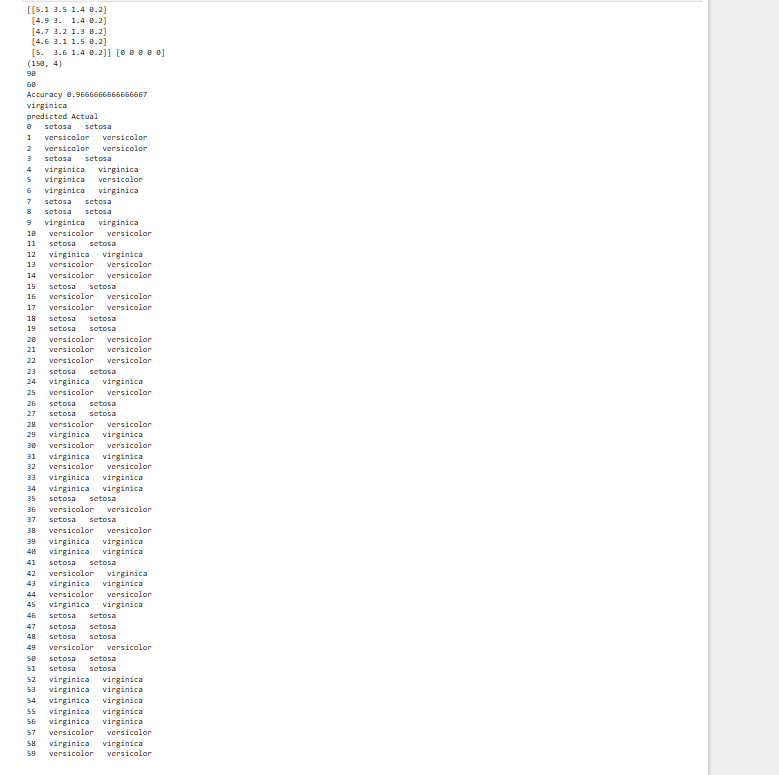 [[5.1 3.5 1.4 0.2]
[4.9 3. 1.4 0.2]
[4.7 3.2 1.3 0.2]
[4.6 3.1 1.5 0.2]
[5. 3.6 1.4 0.2]] [0 0 0 0 0]
(150, 4)
90
60
Accuracy 0.9666666666666667
virginica
predicted Actual
0 setosa setosa
1 versicolor versicolor
2 versicolor versicolor
3 setosa setosa
4 virginica virginica
5 virginica versicolor
6 virginica virginica
7 setosa setosa
8 setosa setosa
9 virginica virginica
10 versicolor versicolor
11 setosa setosa
12 virginica virginica
13 versicolor versicolor
14 versicolor versicolor
15 setosa setosa
16 versicolor versicolor
17 versicolor versicolor
18 setosa setosa
19 setosa setosa
20 versicolor versicolor
21 versicolor versicolor
22 versicolor versicolor
23 setosa setosa
24 virginica virginica
25 versicolor versicolor
26 setosa setosa
27 setosa setosa
28 versicolor versicolor
29 virginica virginica
30 versicolor versicolor
31 virginica virginica
32 versicolor versicolor
33 virginica virginica
34 virginica virginica
35 setosa setosa
36 versicolor versicolor
37 setosa setosa
38 versicolor versicolor
39 virginica virginica
40 virginica virginica
41 setosa setosa
42 versicolor virginica
43 virginica virginica
44 versicolor versicolor
45 virginica virginica
46 setosa setosa
47 setosa setosa
48 setosa setosa
49 versicolor versicolor
50 setosa setosa
51 setosa setosa
52 virginica virginica
53 virginica virginica
54 virginica virginica
55 virginica virginica
56 virginica virginica
57 versicolor versicolor
58 virginica virginica
59 versicolor versicolor